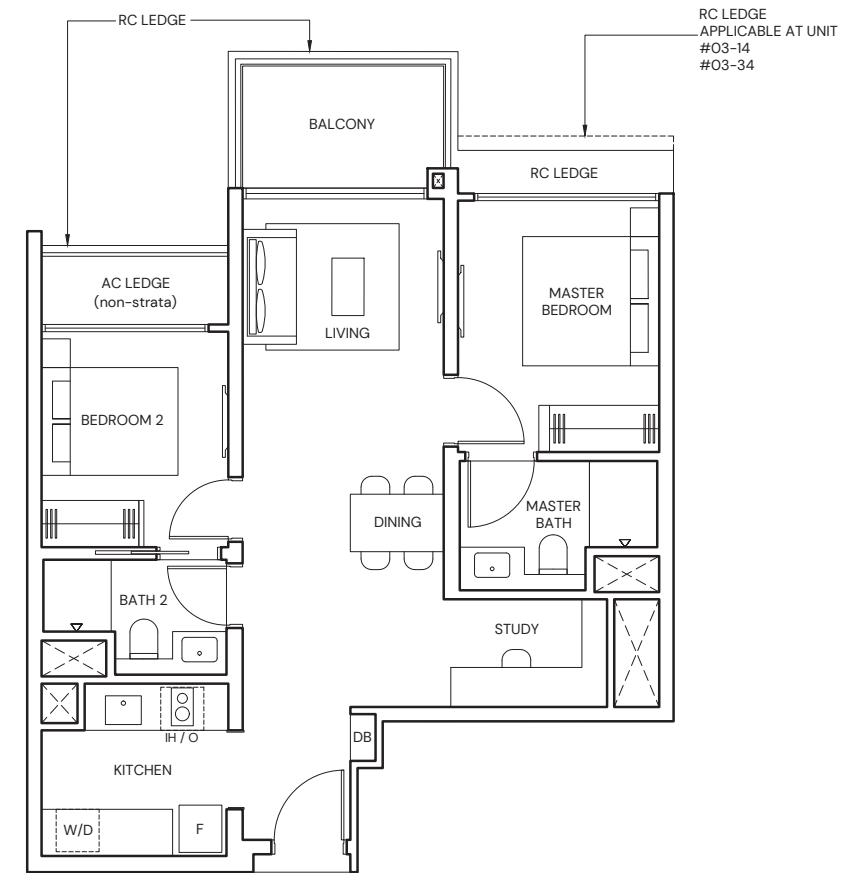 RC LEDGE
RC LEDGE
APPLICABLE AT UNIT
#03-14
#03-34
BALCONY
RC LEDGE
AC LEDGE
(non-strata)
MASTER
BEDROOM
LIVING
BEDROOM 2
MASTER
BATH
DINING
BATH 2
STUDY
IH / O
DB
KITCHEN
W/D
F